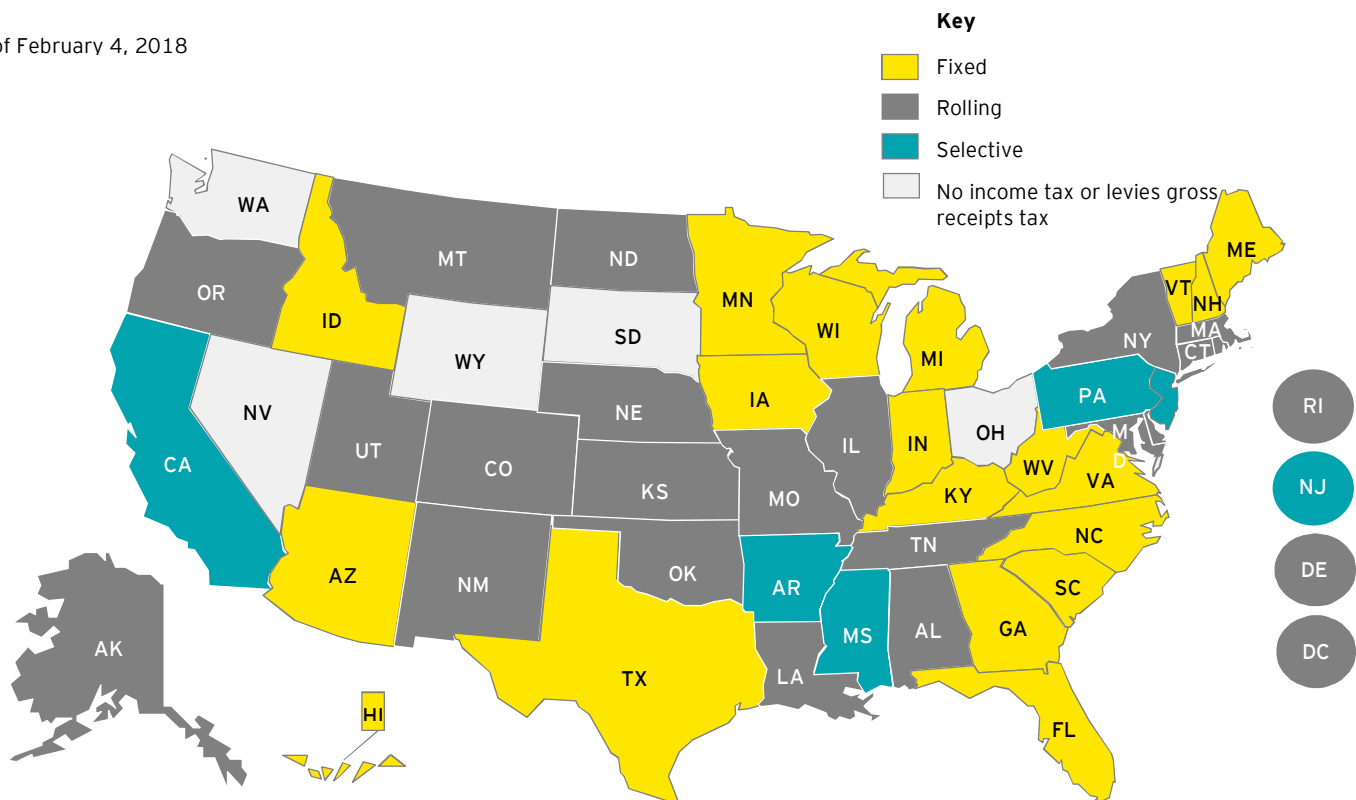 of February 4, 2018
Key
Fixed
Rolling
Selective
No income tax or levies gross
receipts tax
WA
MT
ND
MN
ME
VT
NH
OR
ID
WY
SD
WI
MI
NY
MA
CT
NV
UT
CO
NE
IA
IL
IN
OH
PA
RI
CA
KS
MO
KY
WV
VA
M
D
NJ
AZ
NM
OK
AR
TN
NC
SC
DE
AK
TX
LA
MS
AL
GA
DC
HI
FL